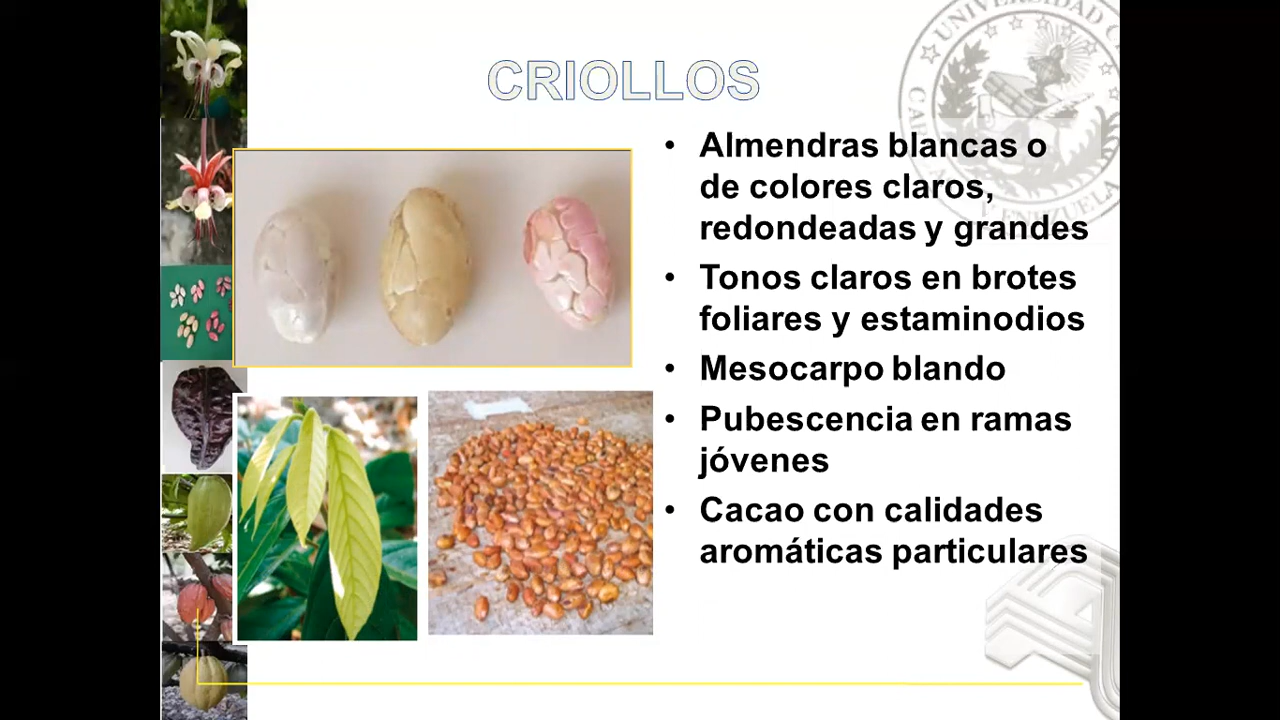 CRIOLLOS
• Almendras blancas o
de colores claros,
redondeadas y grandes
• Tonos claros en brotes
foliares y estaminodios
• Mesocarpo blando
• Pubescencia en ramas
jóvenes
• Cacao con calidades
aromáticas particulares